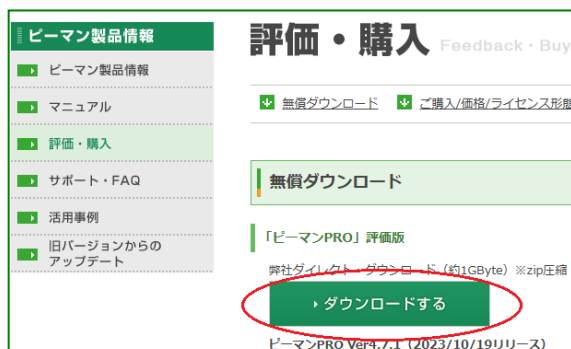 ピーマン製品情報
ピーマン製品情報
マニュアル
評価・購入
サポート・FAQ
活用事例
旧バージョンからの
アップデート
評価・購入 Feedback・Buy
無償ダウンロード ご購入/価格/ライセンス形態
無償ダウンロード
「ピーマンPRO」評価版
弊社ダイレクト・ダウンロード（約1GByte）※zip圧縮
ダウンロードする
ピーマンPRO Ver4.7.1（2023/10/19リリース）